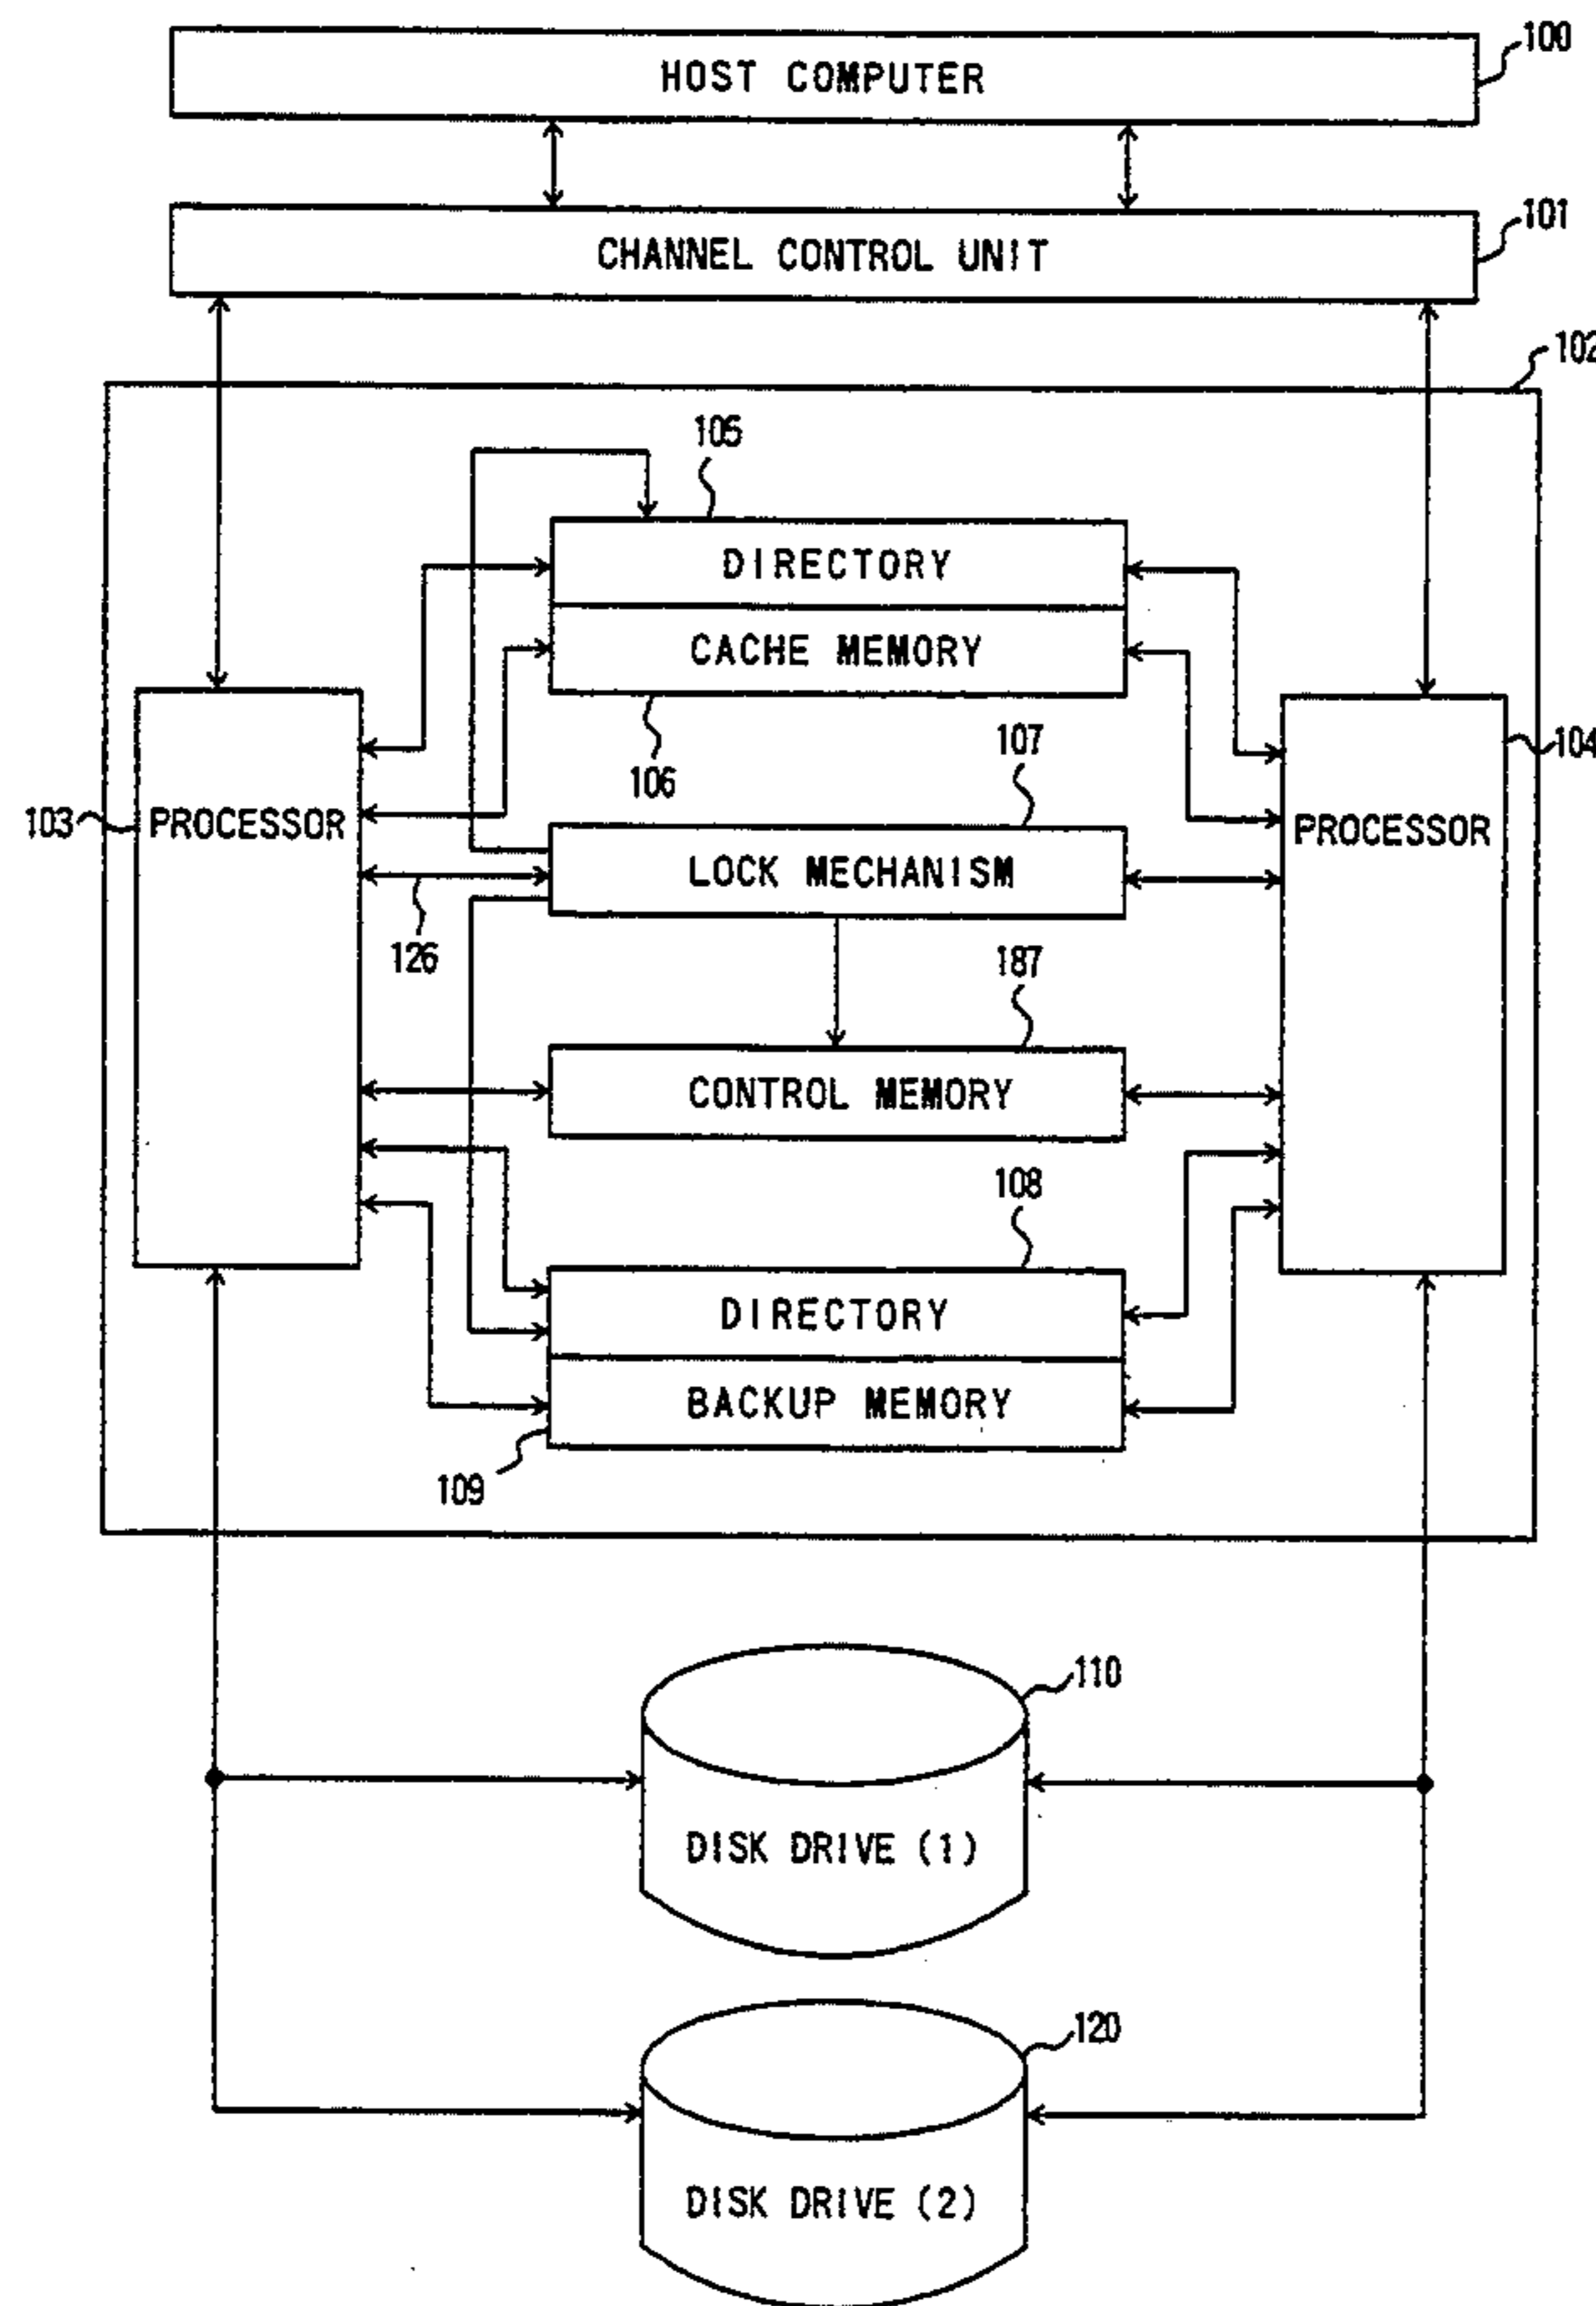 100
HOST COMPUTER
101
CHANNEL CONTROL UNIT
102
105
DIRECTORY
CACHE MEMORY
106
107
104
103
PROCESSOR
PROCESSOR
LOCK MECHANISM
126
187
CONTROL MEMORY
108
DIRECTORY
BACKUP MEMORY
109
110
DISK DRIVE (1)
120
DISK DRIVE (2)